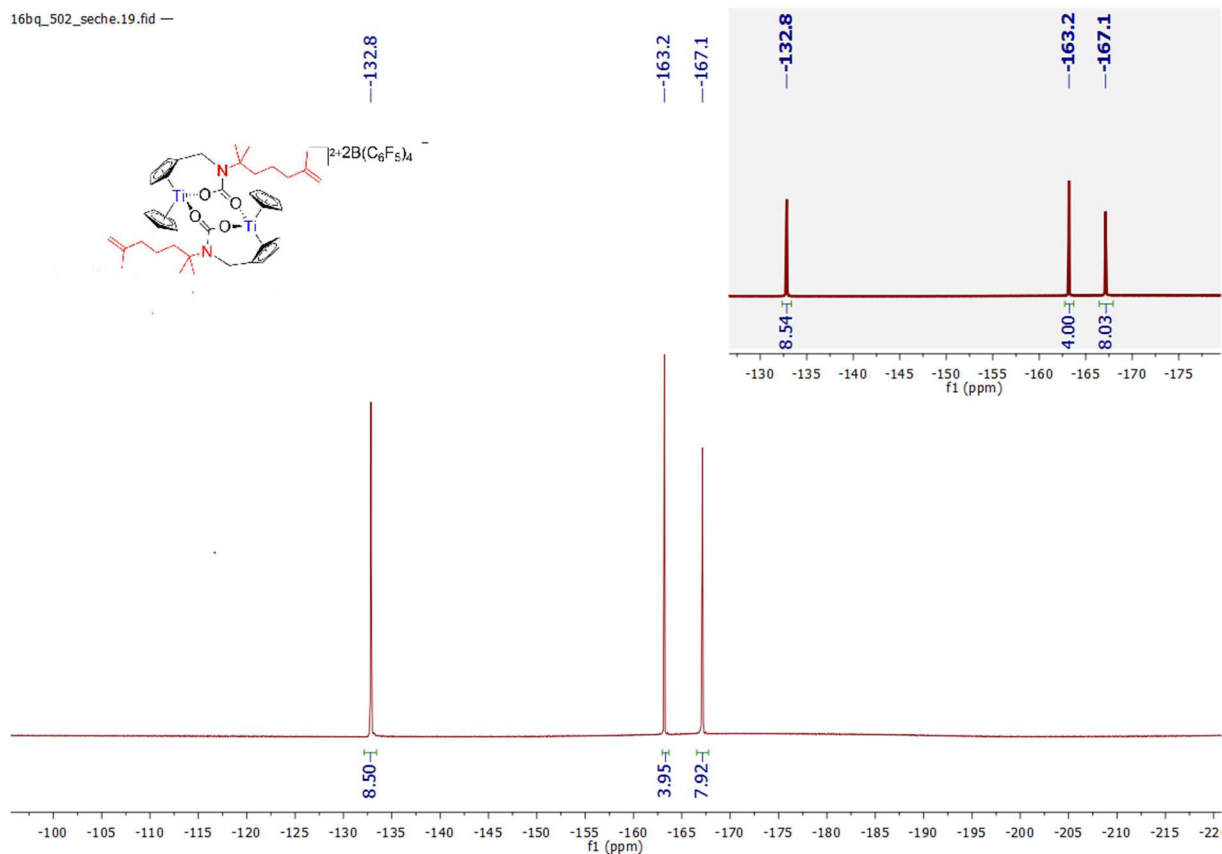 16bq_502_seche.19.fid —
—-132.8
—-163.2
—-167.1
—-132.8
—-163.2
—-167.1
N
]2+2B(C6F5)4 −
Ti
O
O
O
O
Ti
N
8.54
4.00
8.03
-130 -135 -140 -145 -150 -155 -160 -165 -170 -175
f1 (ppm)
8.50
3.95
7.92
-100 -105 -110 -115 -120 -125 -130 -135 -140 -145 -150 -155 -160 -165 -170 -175 -180 -185 -190 -195 -200 -205 -210 -215 -22
f1 (ppm)